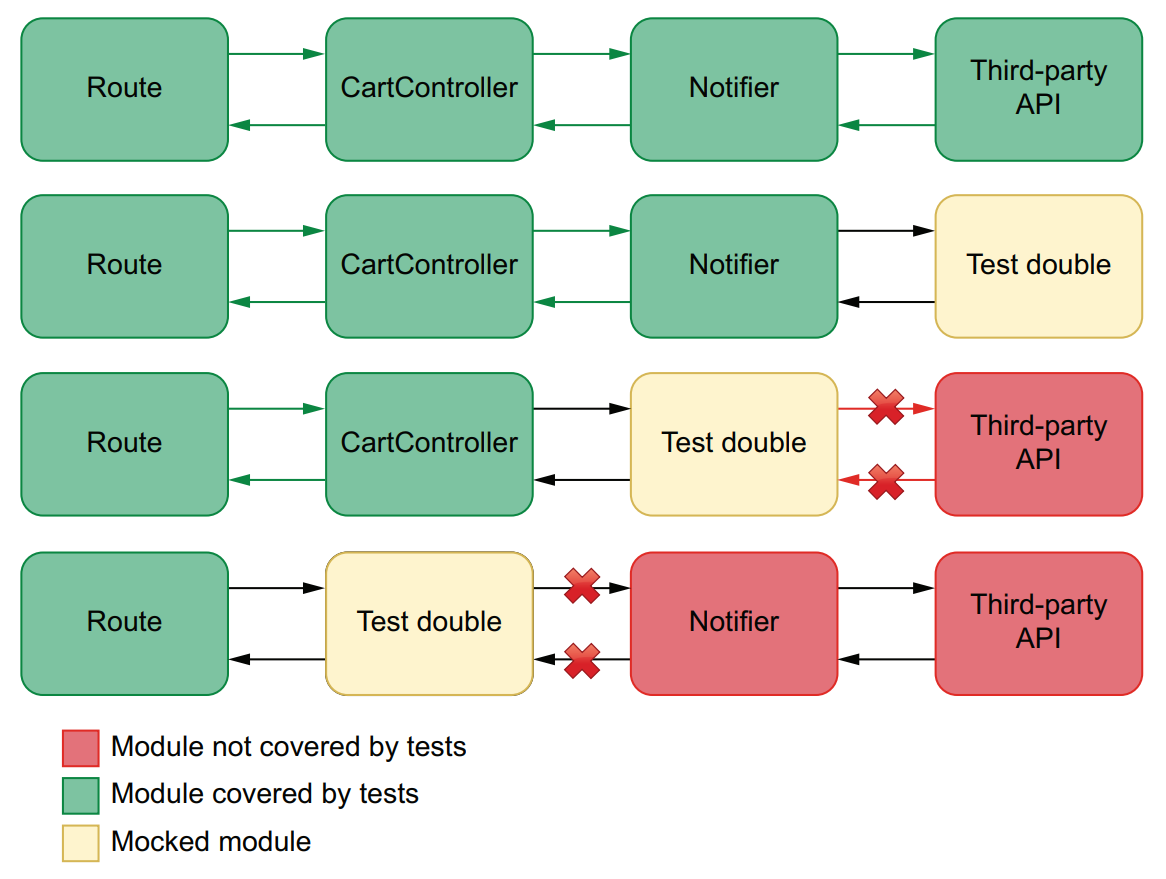 Route
CartController
Notifier
Third-party
API
Route
CartController
Notifier
Test double
Route
CartController
Test double
Third-party
API
Route
Test double
Notifier
Third-party
API
Module not covered by tests
Module covered by tests
Mocked module